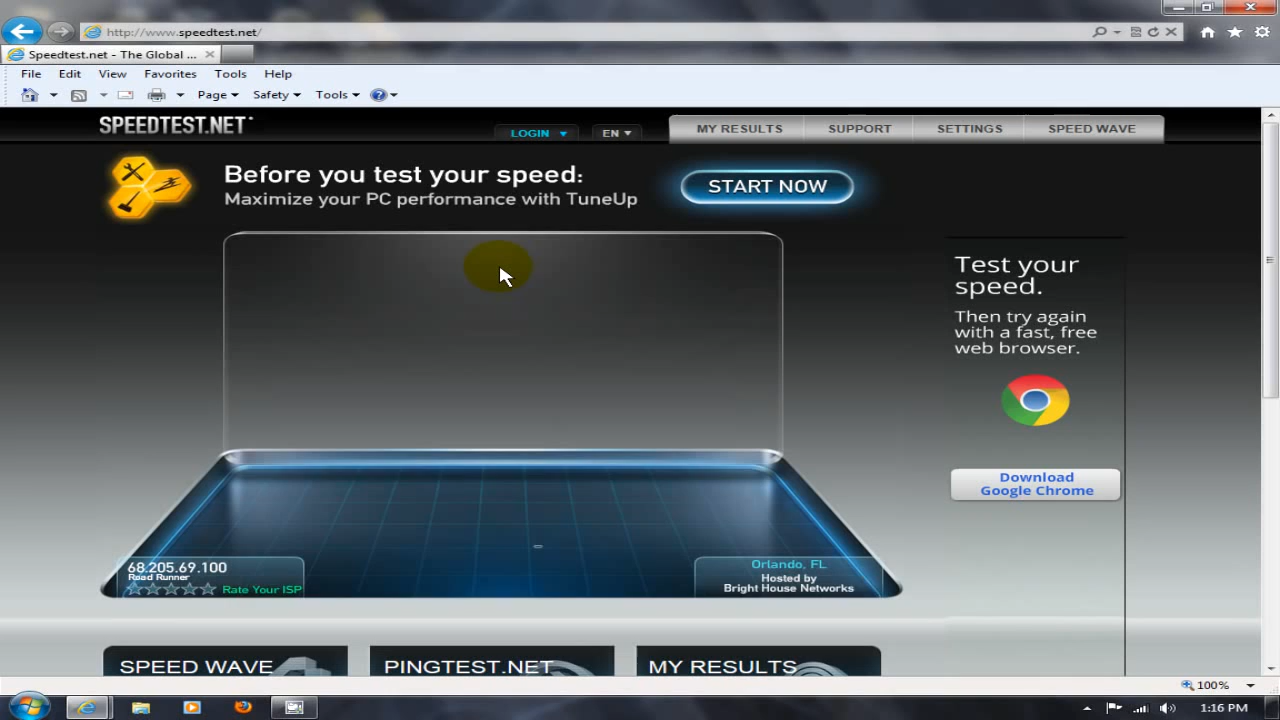 http://www.speedtest.net/
Speedtest.net - The Global ...
File Edit View Favorites Tools Help
Page Safety Tools
SPEEDTEST.NET
LOGIN EN MY RESULTS SUPPORT SETTINGS SPEED WAVE
Before you test your speed:
Maximize your PC performance with TuneUp
START NOW
Test your
speed.
Then try again
with a fast, free
web browser.
Download
Google Chrome
68.205.69.100
Road Runner
Rate Your ISP
Orlando, FL
Hosted by
Bright House Networks
SPEED WAVE PINGTEST.NET MY RESULTS
100%
1:16 PM